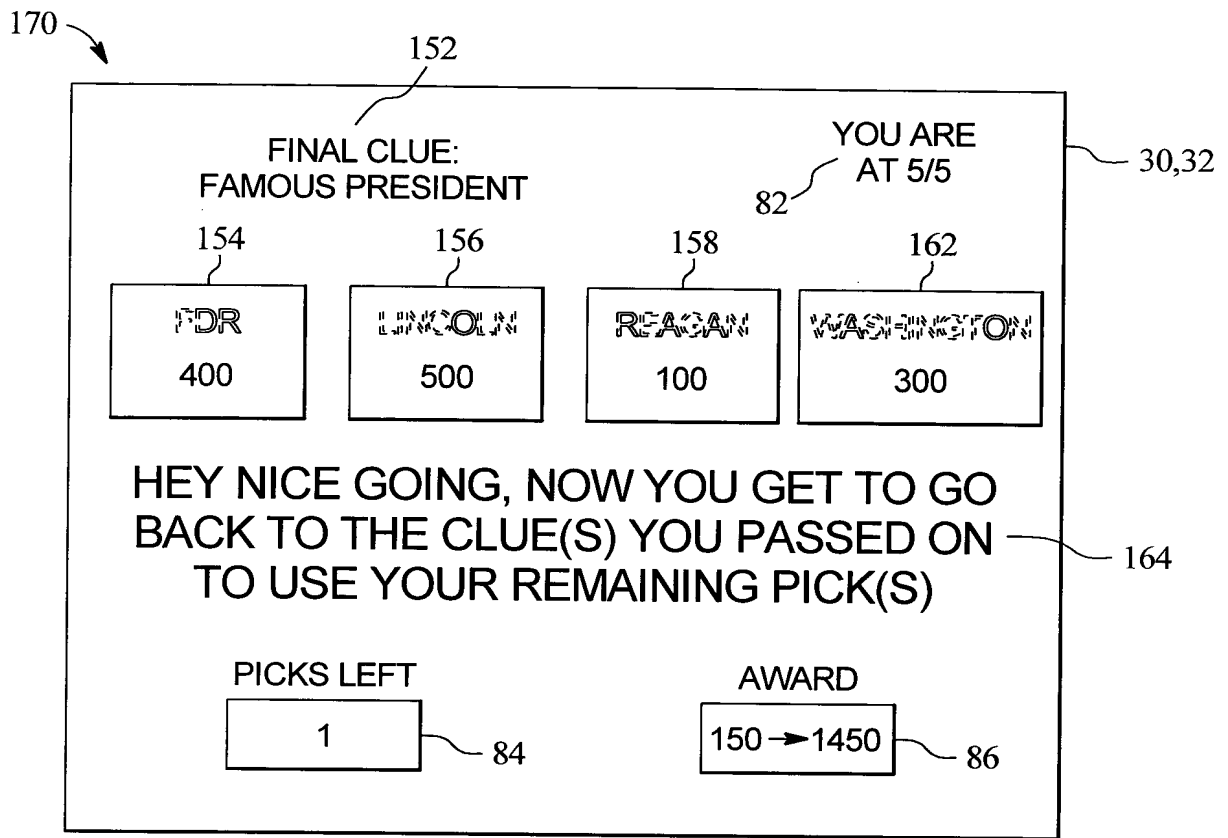 170
152
FINAL CLUE:
FAMOUS PRESIDENT
YOU ARE
AT 5/5
82
30,32
154
156
158
162
FDR
LINCOLN
REAGAN
WASHINGTON
400
500
100
300
HEY NICE GOING, NOW YOU GET TO GO
BACK TO THE CLUE(S) YOU PASSED ON
TO USE YOUR REMAINING PICK(S)
164
PICKS LEFT
1
84
AWARD
150→1450
86